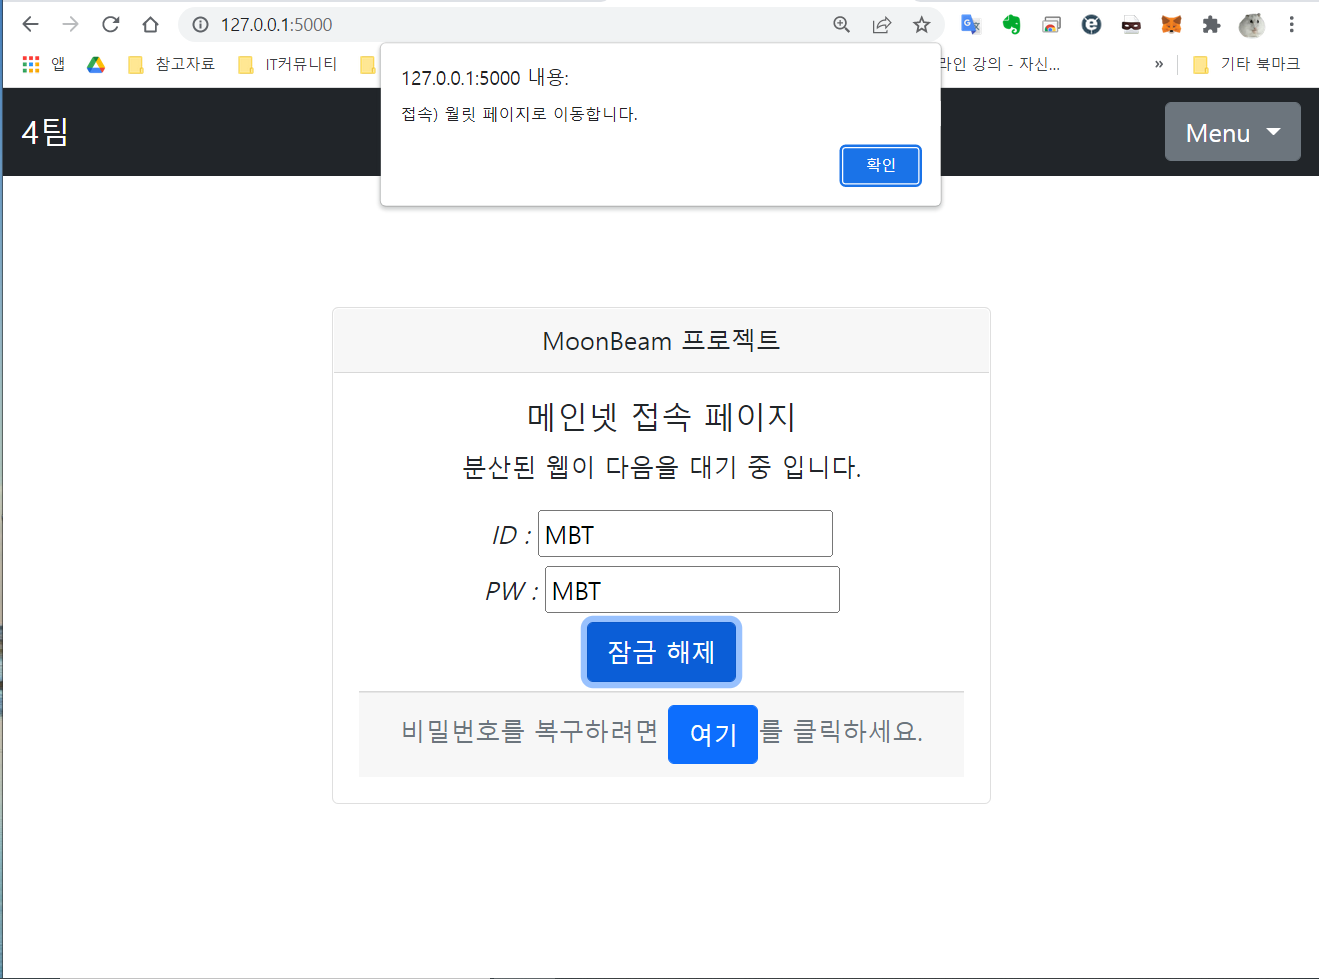 127.0.0.1:5000
앱 참고자료 IT커뮤니티 라인 강의 - 자신... » 기타 북마크
127.0.0.1:5000 내용:
접속) 월릿 페이지로 이동합니다.
확인
4팀 Menu
MoonBeam 프로젝트
메인넷 접속 페이지
분산된 웹이 다음을 대기 중 입니다.
ID : MBT
PW : MBT
잠금 해제
비밀번호를 복구하려면 여기 를 클릭하세요.